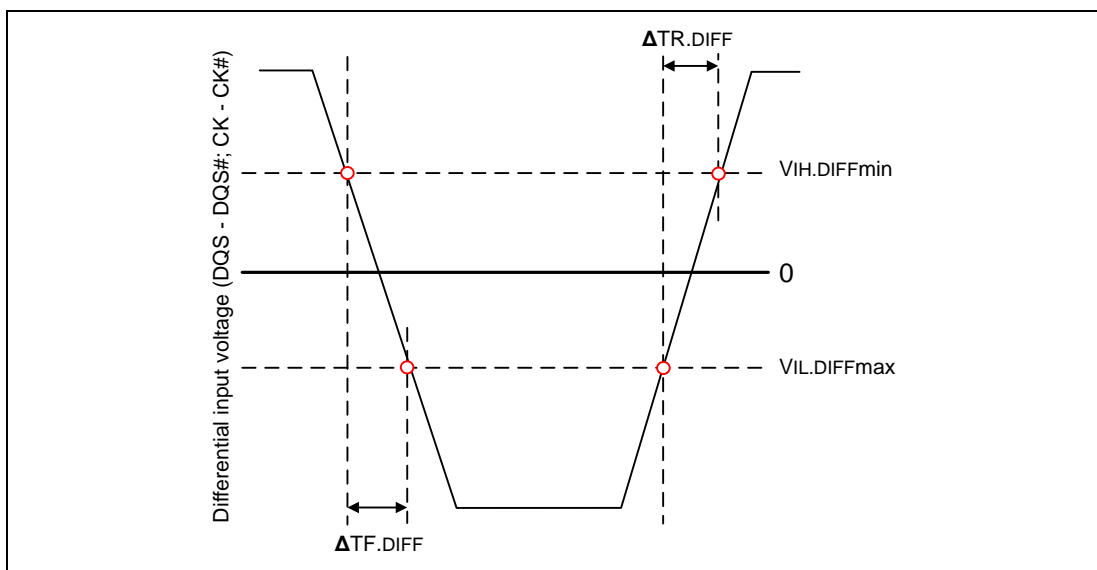 ΔTR.DIFF
Differential input voltage (DQS - DQS#; CK - CK#)
VIH.DIFFmin
0
VIL.DIFFmax
ΔTF.DIFF